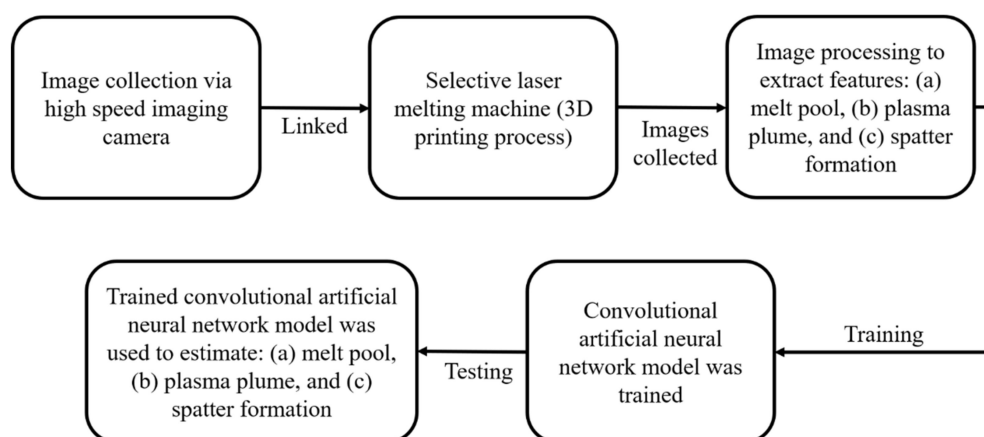 Image collection via
high speed imaging
camera
Linked
Selective laser
melting machine (3D
printing process)
Images
collected
Image processing to
extract features: (a)
melt pool, (b) plasma
plume, and (c) spatter
formation
Training
Convolutional
artificial neural
network model was
trained
Testing
Trained convolutional artificial
neural network model was
used to estimate: (a) melt pool,
(b) plasma plume, and (c)
spatter formation